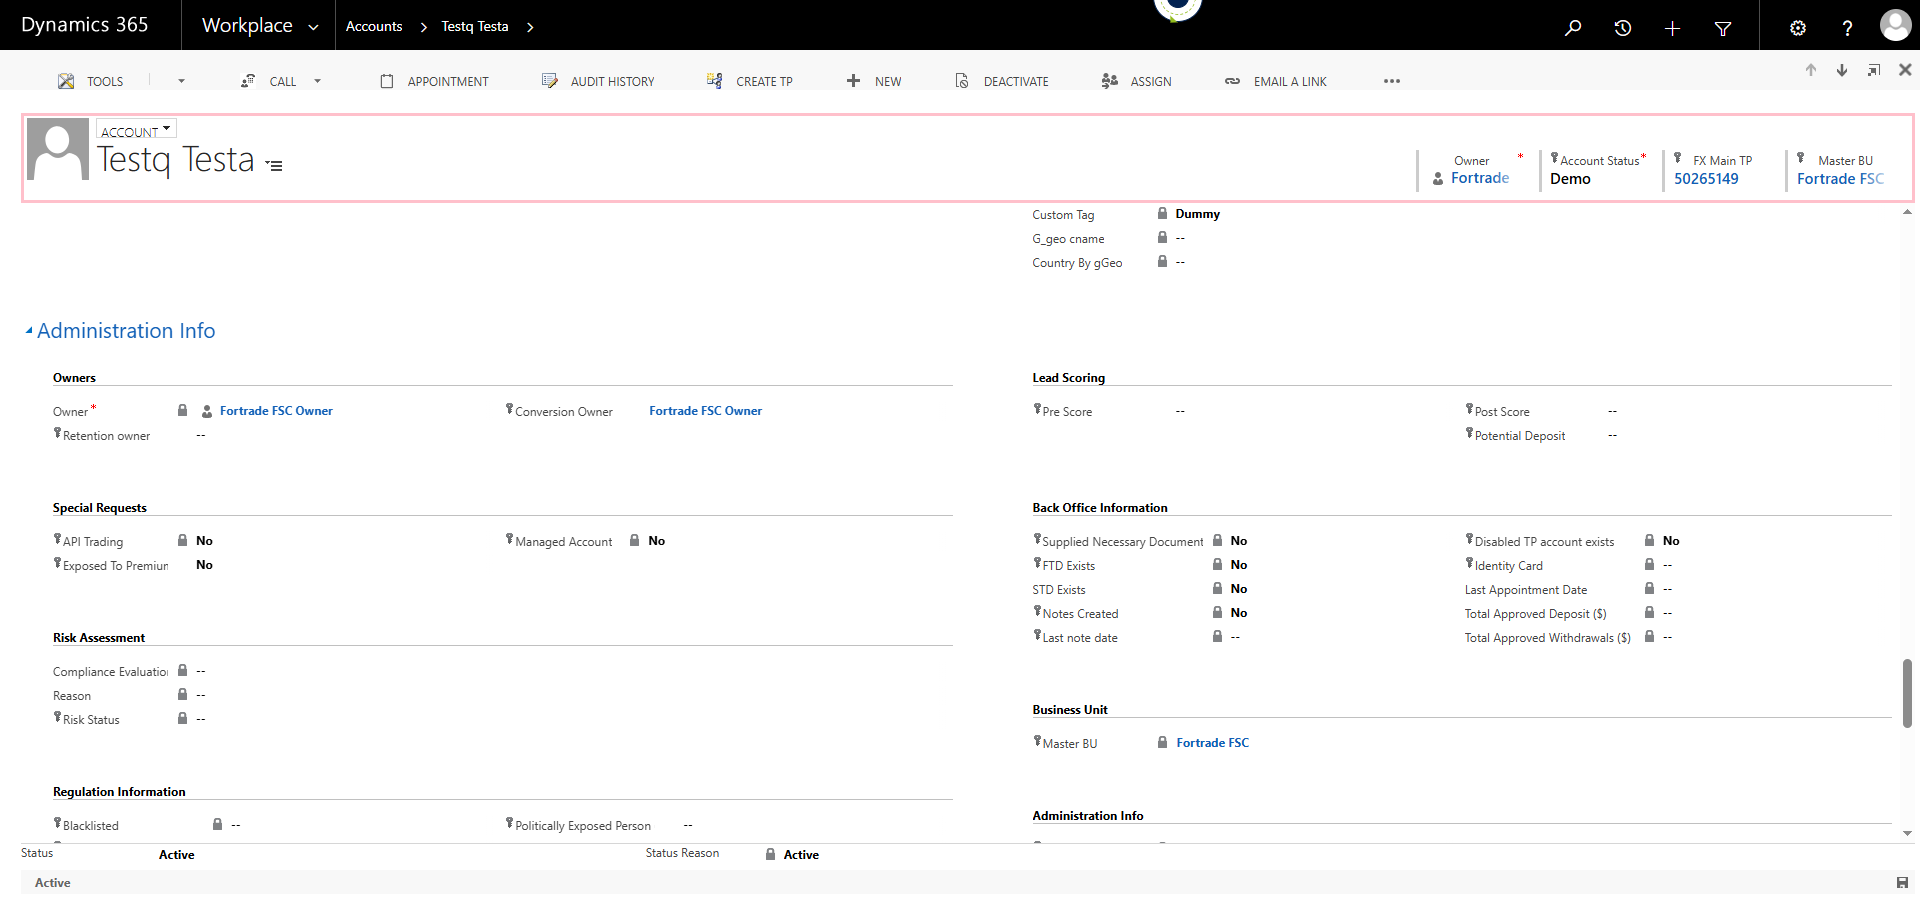 Dynamics 365 Workplace Accounts Testq Testa
TOOLS CALL APPOINTMENT AUDIT HISTORY CREATE TP NEW DEACTIVATE ASSIGN EMAIL A LINK
ACCOUNT
Testq Testa
Owner * Account Status* FX Main TP Master BU
Fortrade Demo 50265149 Fortrade FSC
Custom Tag Dummy
G_geo cname --
Country By gGeo --
Administration Info
Owners Lead Scoring
Owner* Fortrade FSC Owner Conversion Owner Fortrade FSC Owner Pre Score -- Post Score --
Retention owner -- Potential Deposit --
Special Requests Back Office Information
API Trading No Managed Account No Supplied Necessary Document No Disabled TP account exists No
Exposed To Premiun No FTD Exists No Identity Card --
STD Exists No Last Appointment Date --
Notes Created No Total Approved Deposit ($) --
Risk Assessment Last note date -- Total Approved Withdrawals ($) --
Compliance Evaluation --
Reason --
Risk Status --
Business Unit
Master BU Fortrade FSC
Regulation Information
Blacklisted -- Politically Exposed Person --
Administration Info
Status Active Status Reason Active
Active